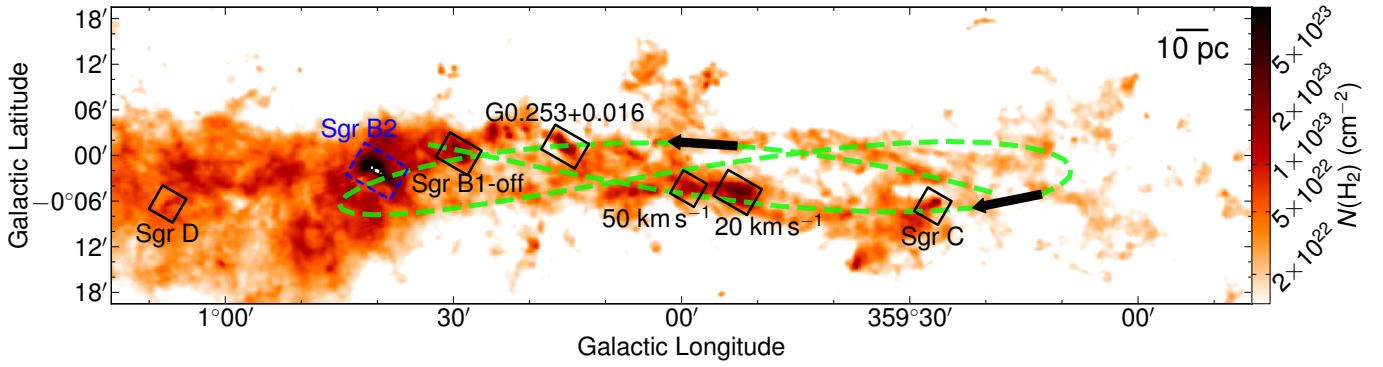 18′
12′
06′
00′
−0°06′
12′
18′
Galactic Latitude
1°00′
30′
00′
359°30′
00′
Galactic Longitude
10 pc
G0.253+0.016
Sgr B2
Sgr B1-off
50 km s⁻¹
20 km s⁻¹
Sgr C
Sgr D
5×10²³
2×10²³
1×10²³
5×10²²
2×10²²
N(H₂) (cm⁻²)